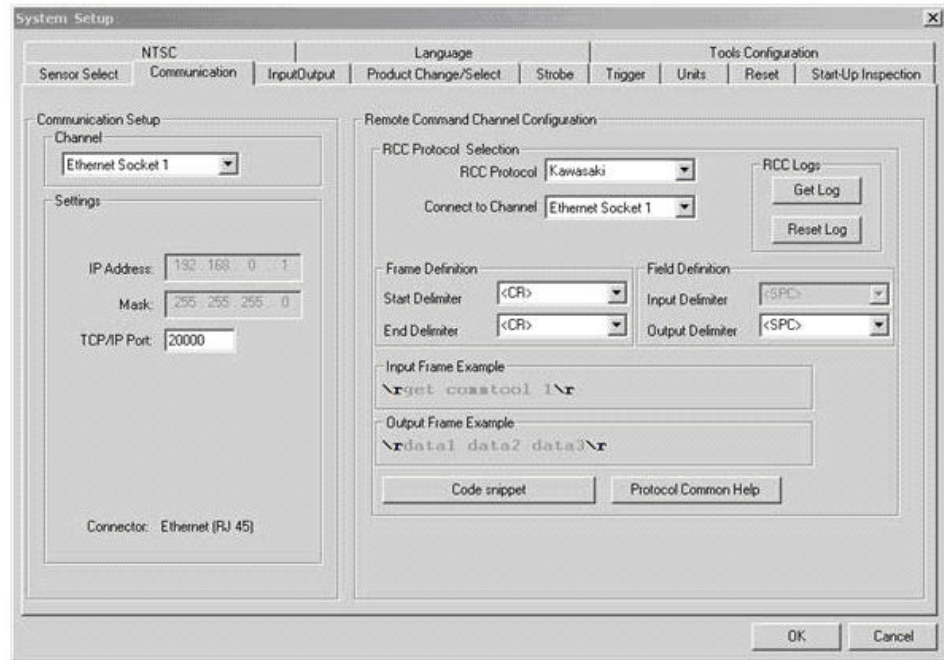 System Setup
NTSC Language Tools Configuration
Sensor Select Communication InputOutput Product Change/Select Strobe Trigger Units Reset Start-Up Inspection
Communication Setup
Channel
Ethernet Socket 1
Settings
IP Address: 192 . 168 . 0 . 1
Mask: 255 . 255 . 255 . 0
TCP/IP Port: 20000
Connector: Ethernet (RJ 45)
Remote Command Channel Configuration
RCC Protocol Selection
RCC Protocol Kawasaki
Connect to Channel Ethernet Socket 1
RCC Logs
Get Log
Reset Log
Frame Definition
Start Delimiter <CR>
End Delimiter <CR>
Field Definition
Input Delimiter <SPC>
Output Delimiter <SPC>
Input Frame Example
\rget commtool 1\r
Output Frame Example
\rdata1 data2 data3\r
Code snippet Protocol Common Help
OK Cancel